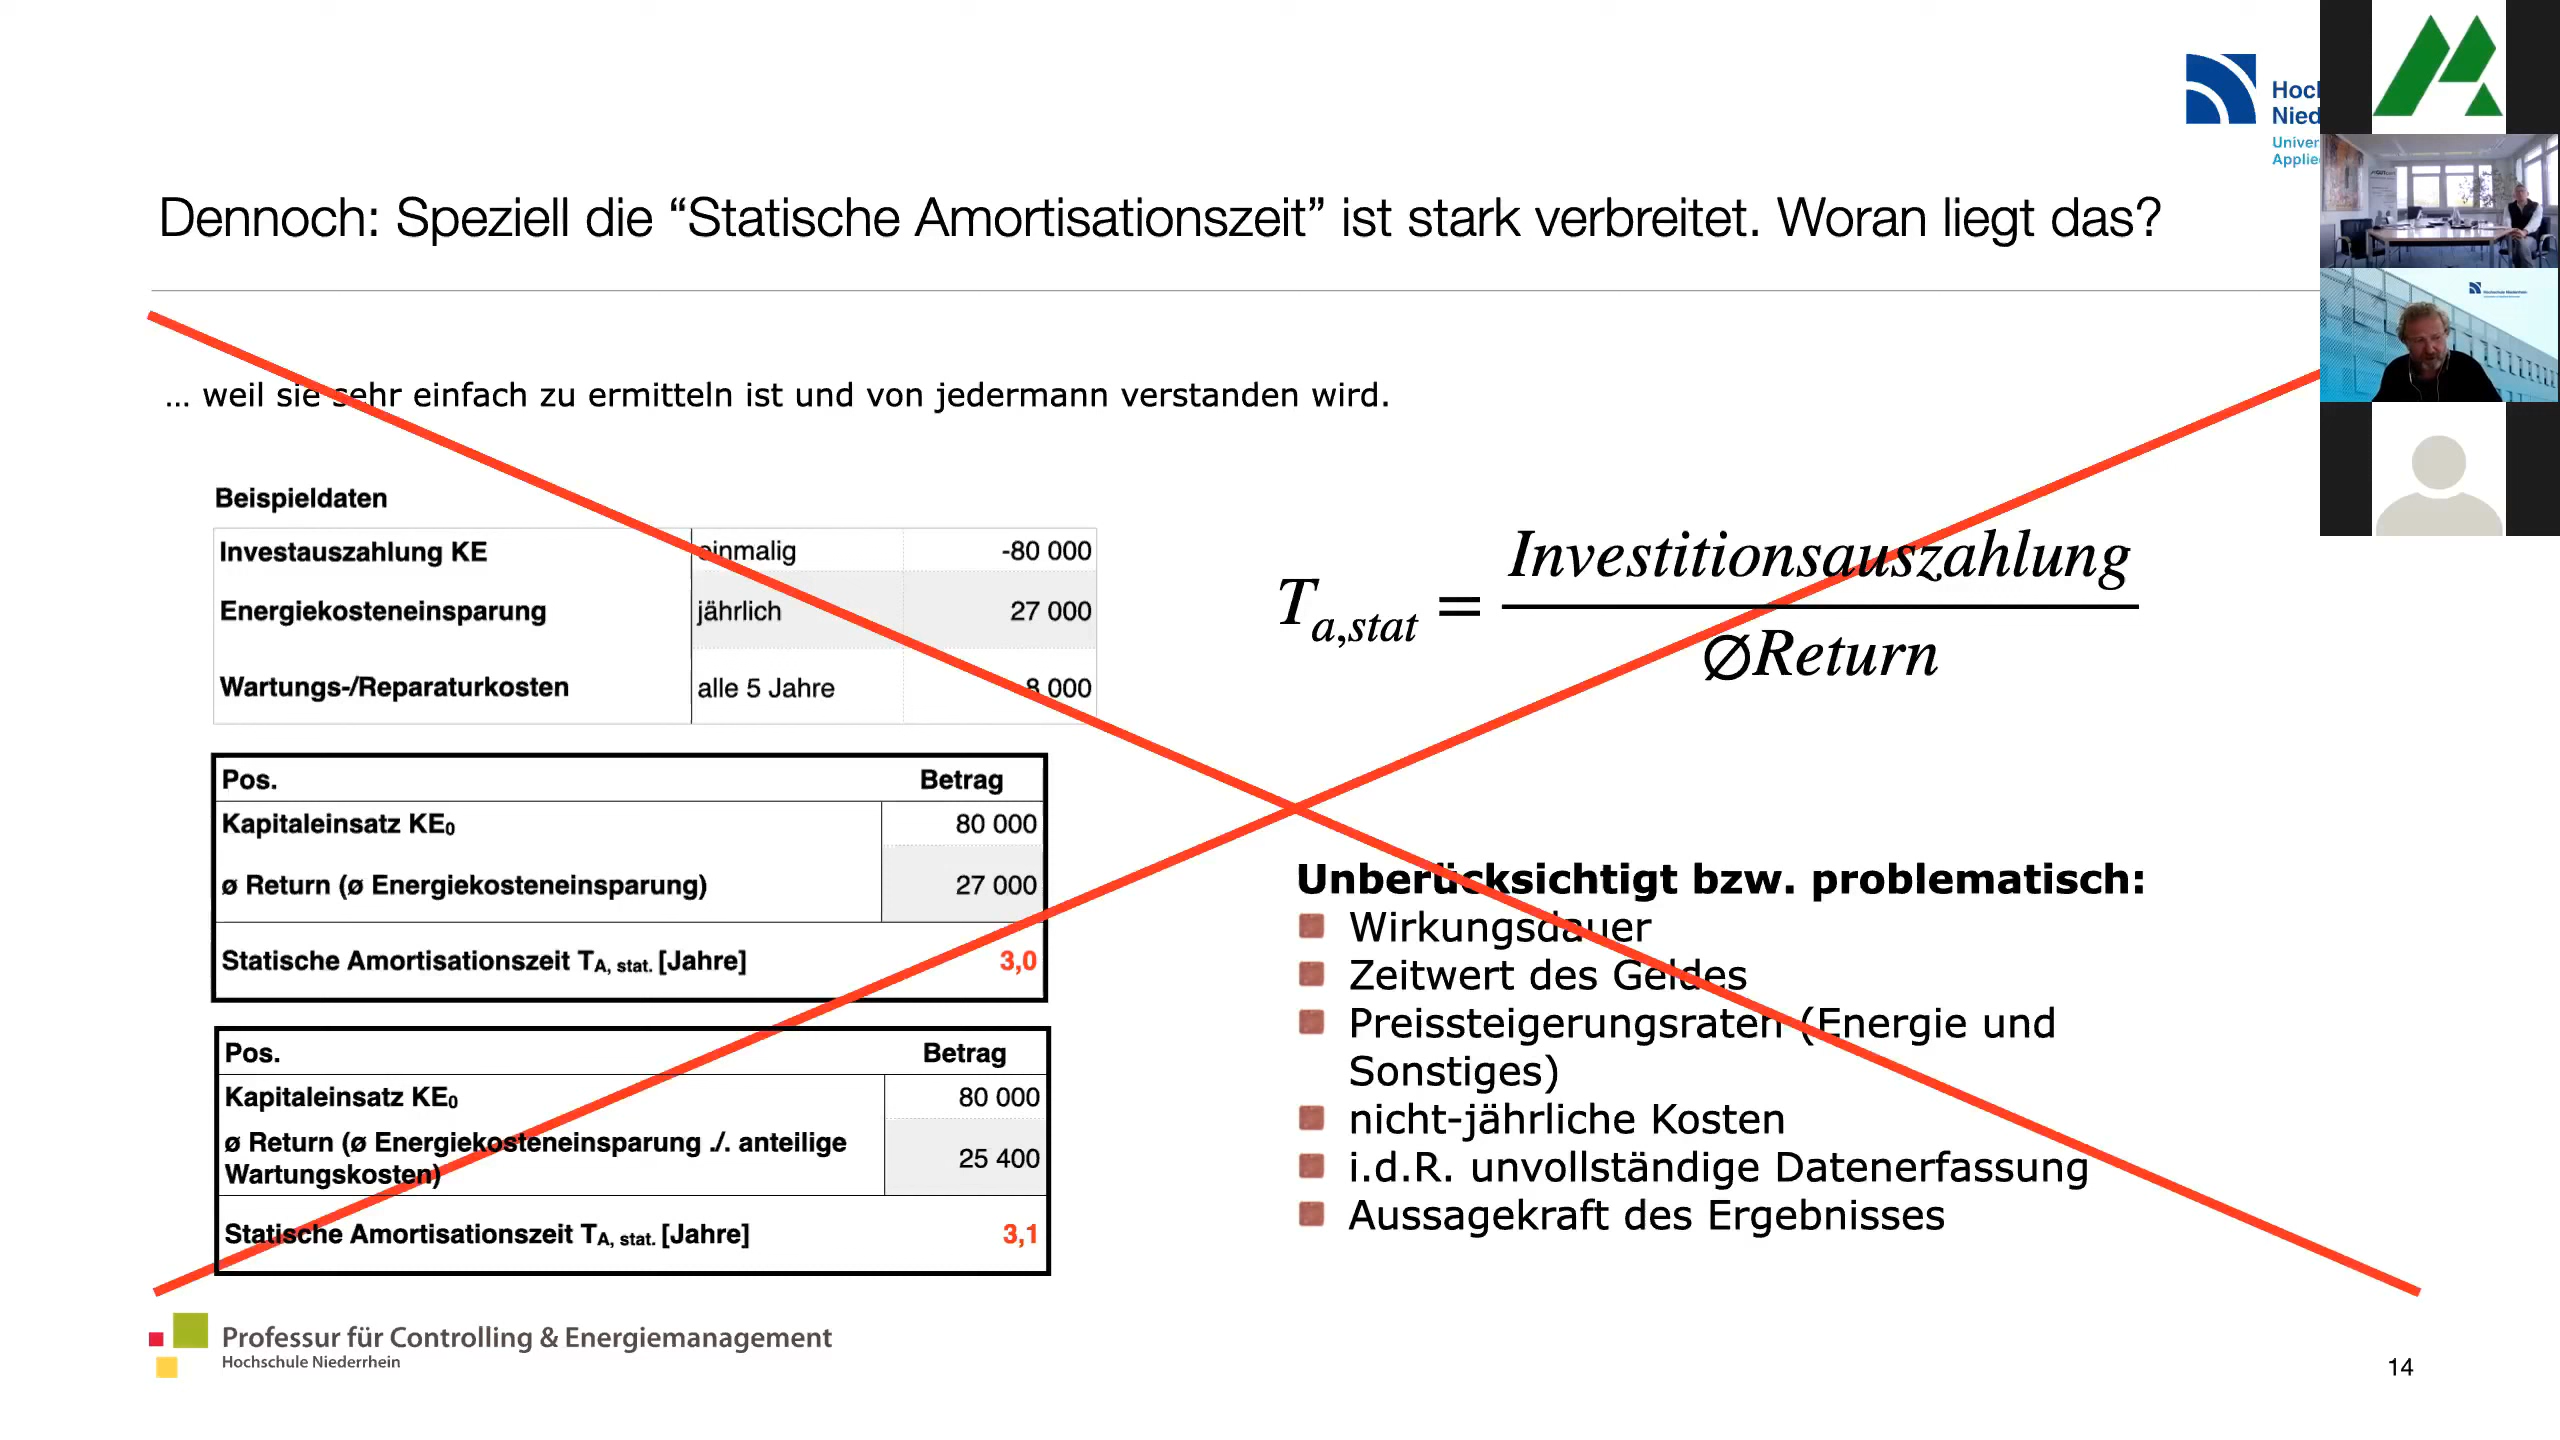 Hoc
Nied
Univer
Applie
Dennoch: Speziell die “Statische Amortisationszeit” ist stark verbreitet. Woran liegt das?
... weil sie sehr einfach zu ermitteln ist und von jedermann verstanden wird.
Beispieldaten
Investauszahlung KE einmalig -80 000
Energiekosteneinsparung jährlich 27 000
Wartungs-/Reparaturkosten alle 5 Jahre 8 000
T a,stat = Investitionsauszahlung
∅Return
Pos. Betrag
Kapitaleinsatz KE₀ 80 000
ø Return (ø Energiekosteneinsparung) 27 000
Statische Amortisationszeit TA, stat. [Jahre] 3,0
Pos. Betrag
Kapitaleinsatz KE₀ 80 000
ø Return (ø Energiekosteneinsparung ./. anteilige
Wartungskosten) 25 400
Statische Amortisationszeit TA, stat. [Jahre] 3,1
Unberücksichtigt bzw. problematisch:
Wirkungsdauer
Zeitwert des Geldes
Preissteigerungsraten (Energie und
Sonstiges)
nicht-jährliche Kosten
i.d.R. unvollständige Datenerfassung
Aussagekraft des Ergebnisses
Professur für Controlling & Energiemanagement
Hochschule Niederrhein
14